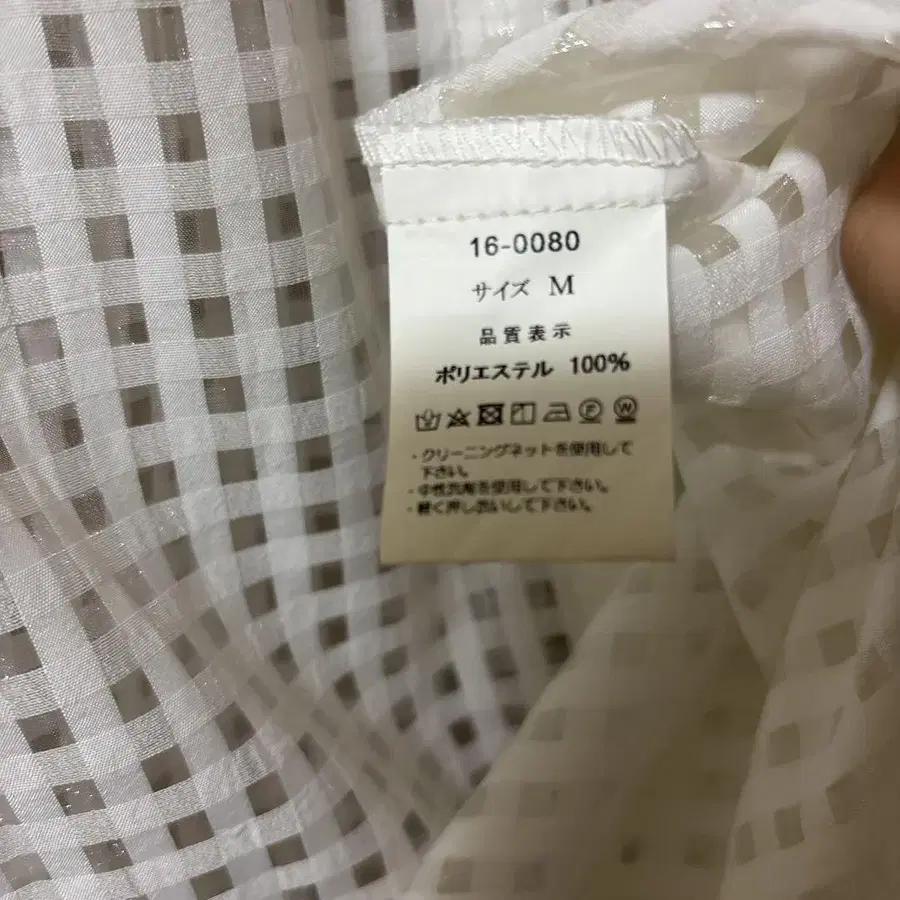 16-0080
サイズ M
品質表示
ポリエステル 100%
・クリーニングネットを使用して
下さい。
・中性洗剤を使用して下さい。
・軽く押し洗いして下さい。